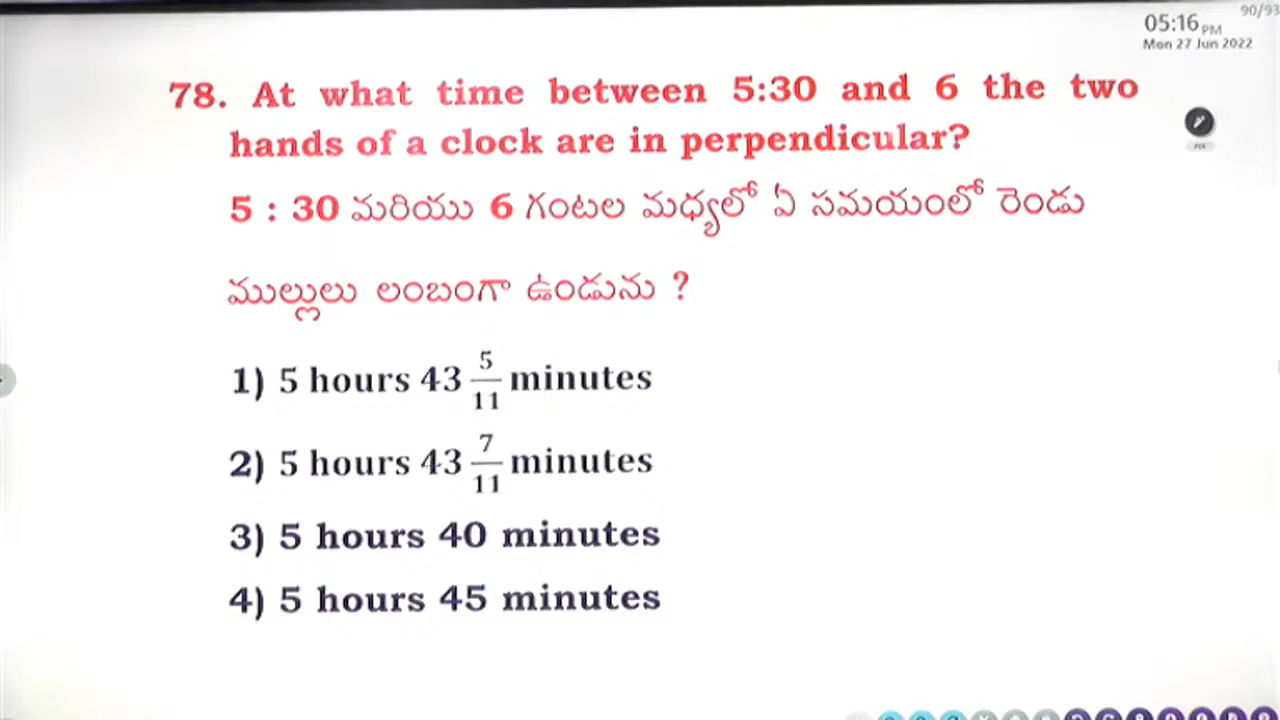 90/93
05:16 PM
Mon 27 Jun 2022
78. At what time between 5:30 and 6 the two
hands of a clock are in perpendicular?
5 : 30 మరియు 6 గంటల మధ్యలో ఏ సమయంలో రెండు
ముల్లులు లంబంగా ఉండును ?
1) 5 hours 43 5/11 minutes
2) 5 hours 43 7/11 minutes
3) 5 hours 40 minutes
4) 5 hours 45 minutes